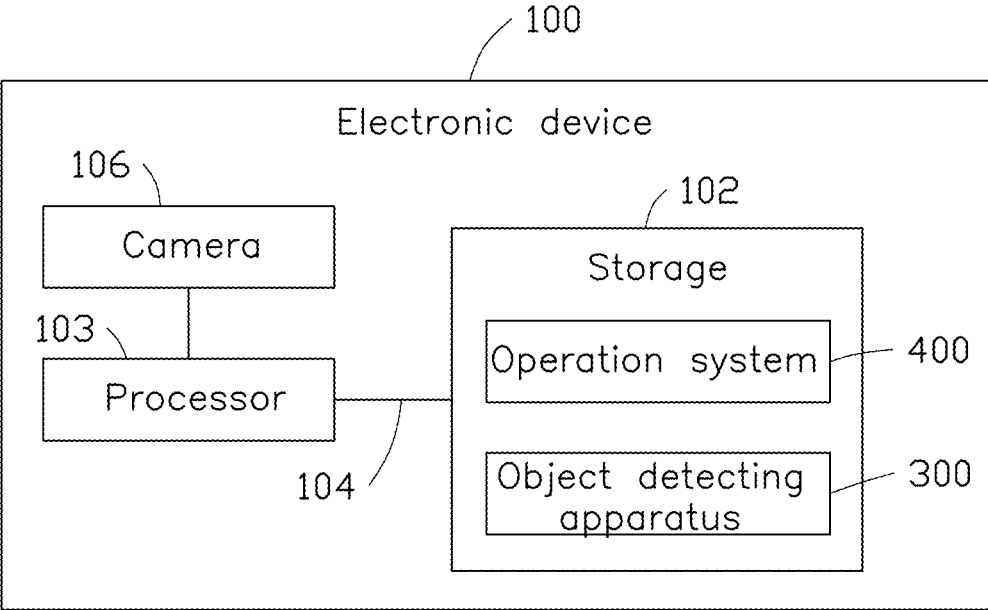 100
Electronic device
106
102
Camera
Storage
103
Operation system
400
Processor
104
Object detecting
apparatus
300